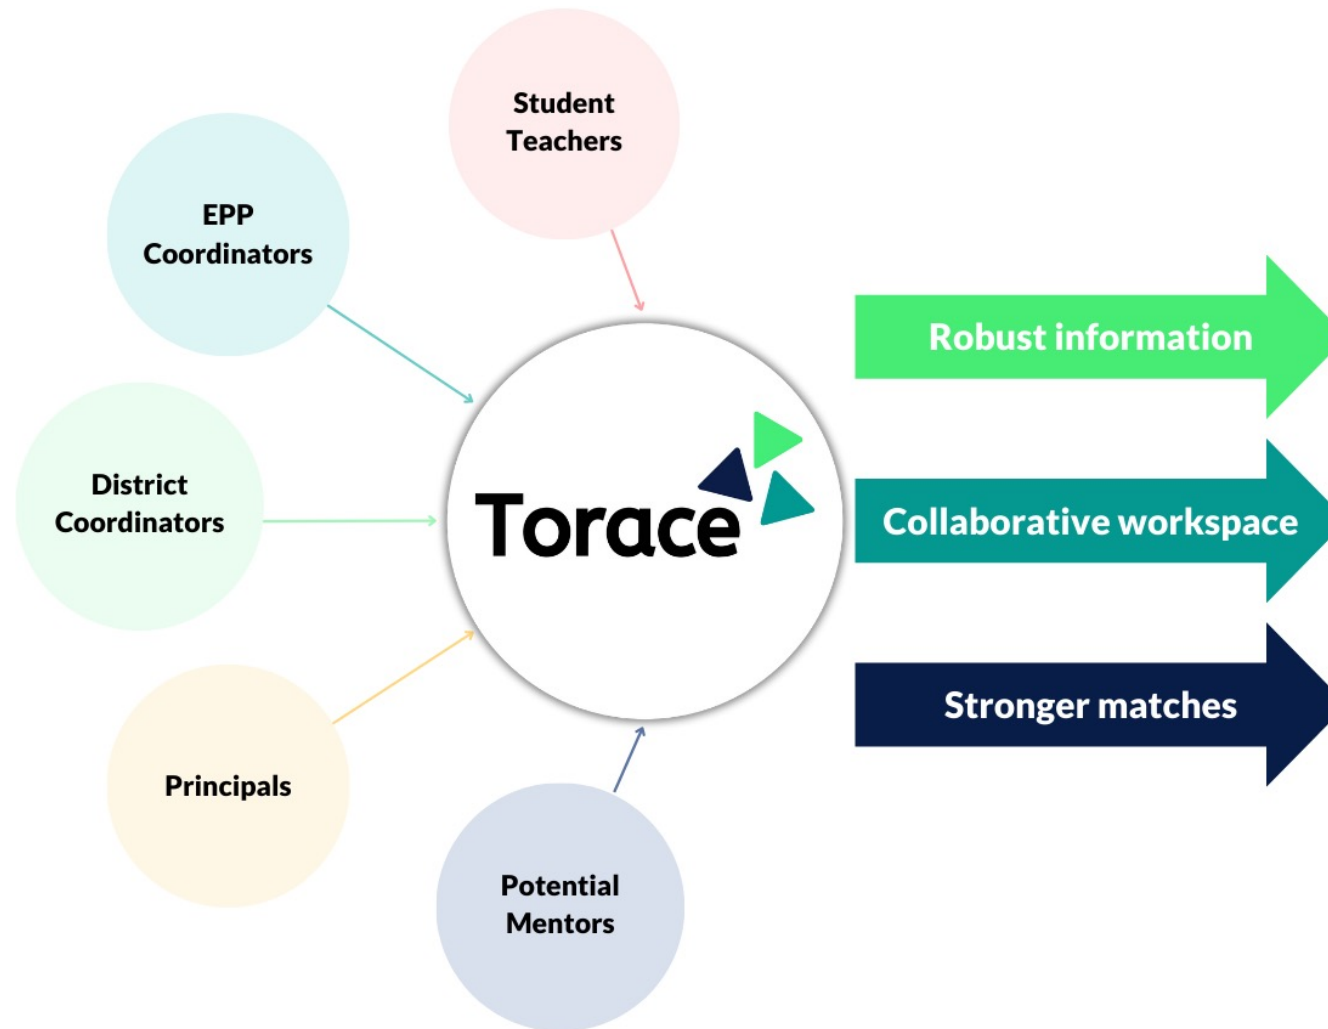 Student
Teachers
EPP
Coordinators
District
Coordinators
Principals
Potential
Mentors
Torace
Robust information
Collaborative workspace
Stronger matches